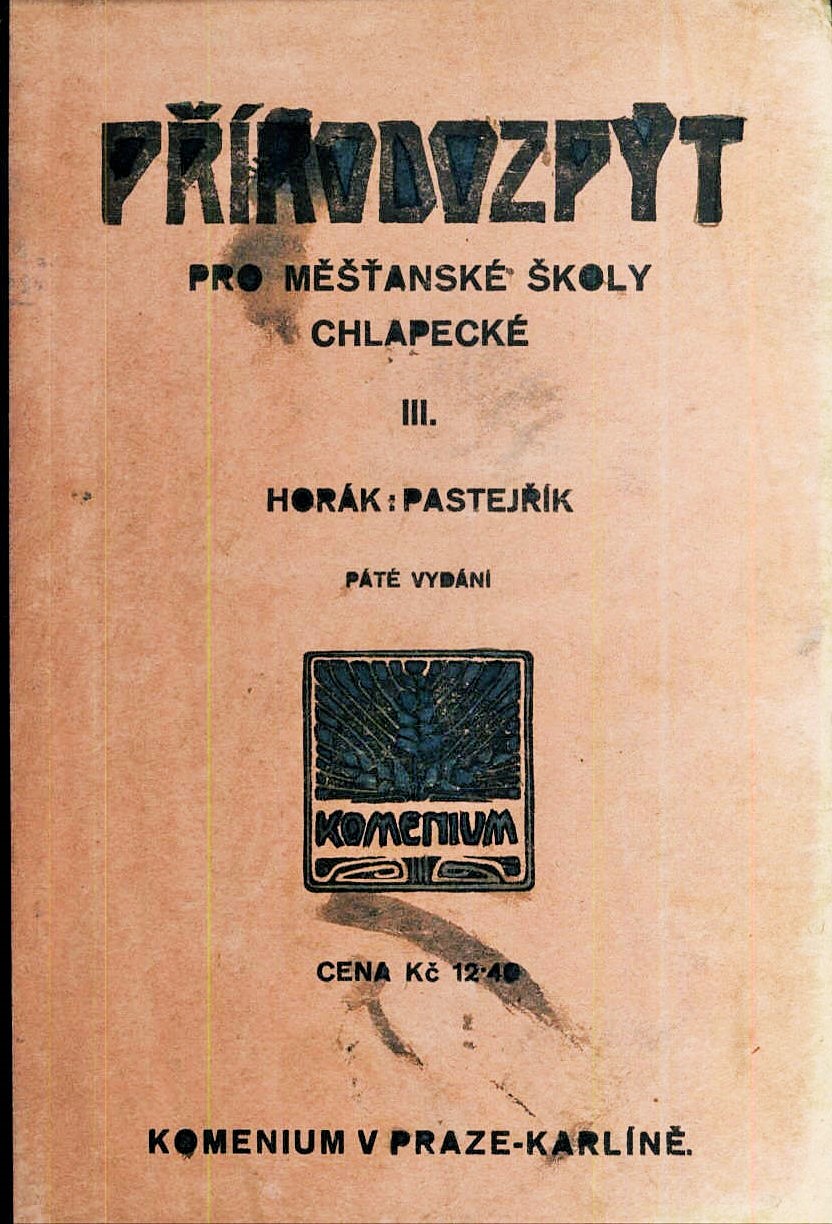 PŘÍRODOZPYT
PRO MĚŠŤANSKÉ ŠKOLY
CHLAPECKÉ
III.
HORÁK : PASTEJŘÍK
PÁTÉ VYDÁNÍ
KOMENIUM
CENA Kč 12·40
KOMENIUM V PRAZE-KARLÍNĚ.